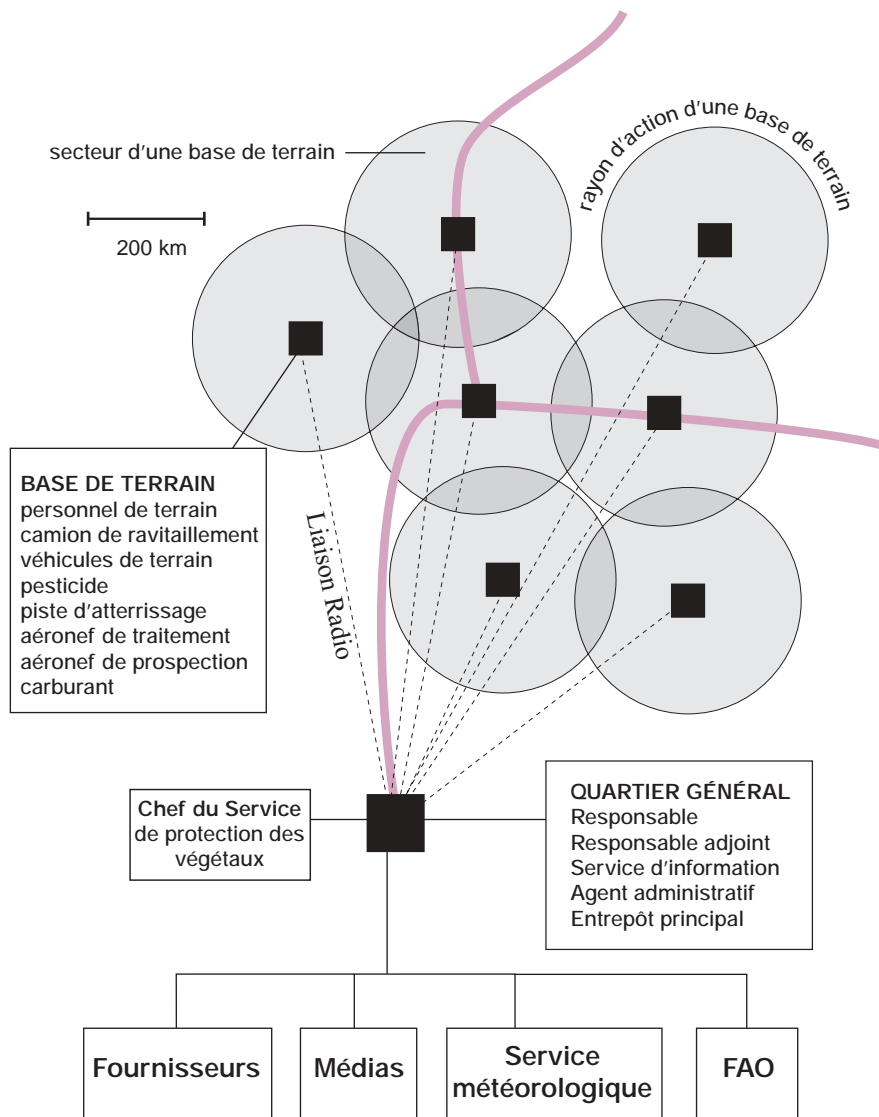 rayon d'action d'une base de terrain
secteur d'une base de terrain
200 km
BASE DE TERRAIN
personnel de terrain
camion de ravitaillement
véhicules de terrain
pesticide
piste d'atterrissage
aéronef de traitement
aéronef de prospection
carburant
Liaison Radio
Chef du Service
de protection des
végétaux
QUARTIER GÉNÉRAL
Responsable
Responsable adjoint
Service d'information
Agent administratif
Entrepôt principal
Fournisseurs
Médias
Service
météorologique
FAO